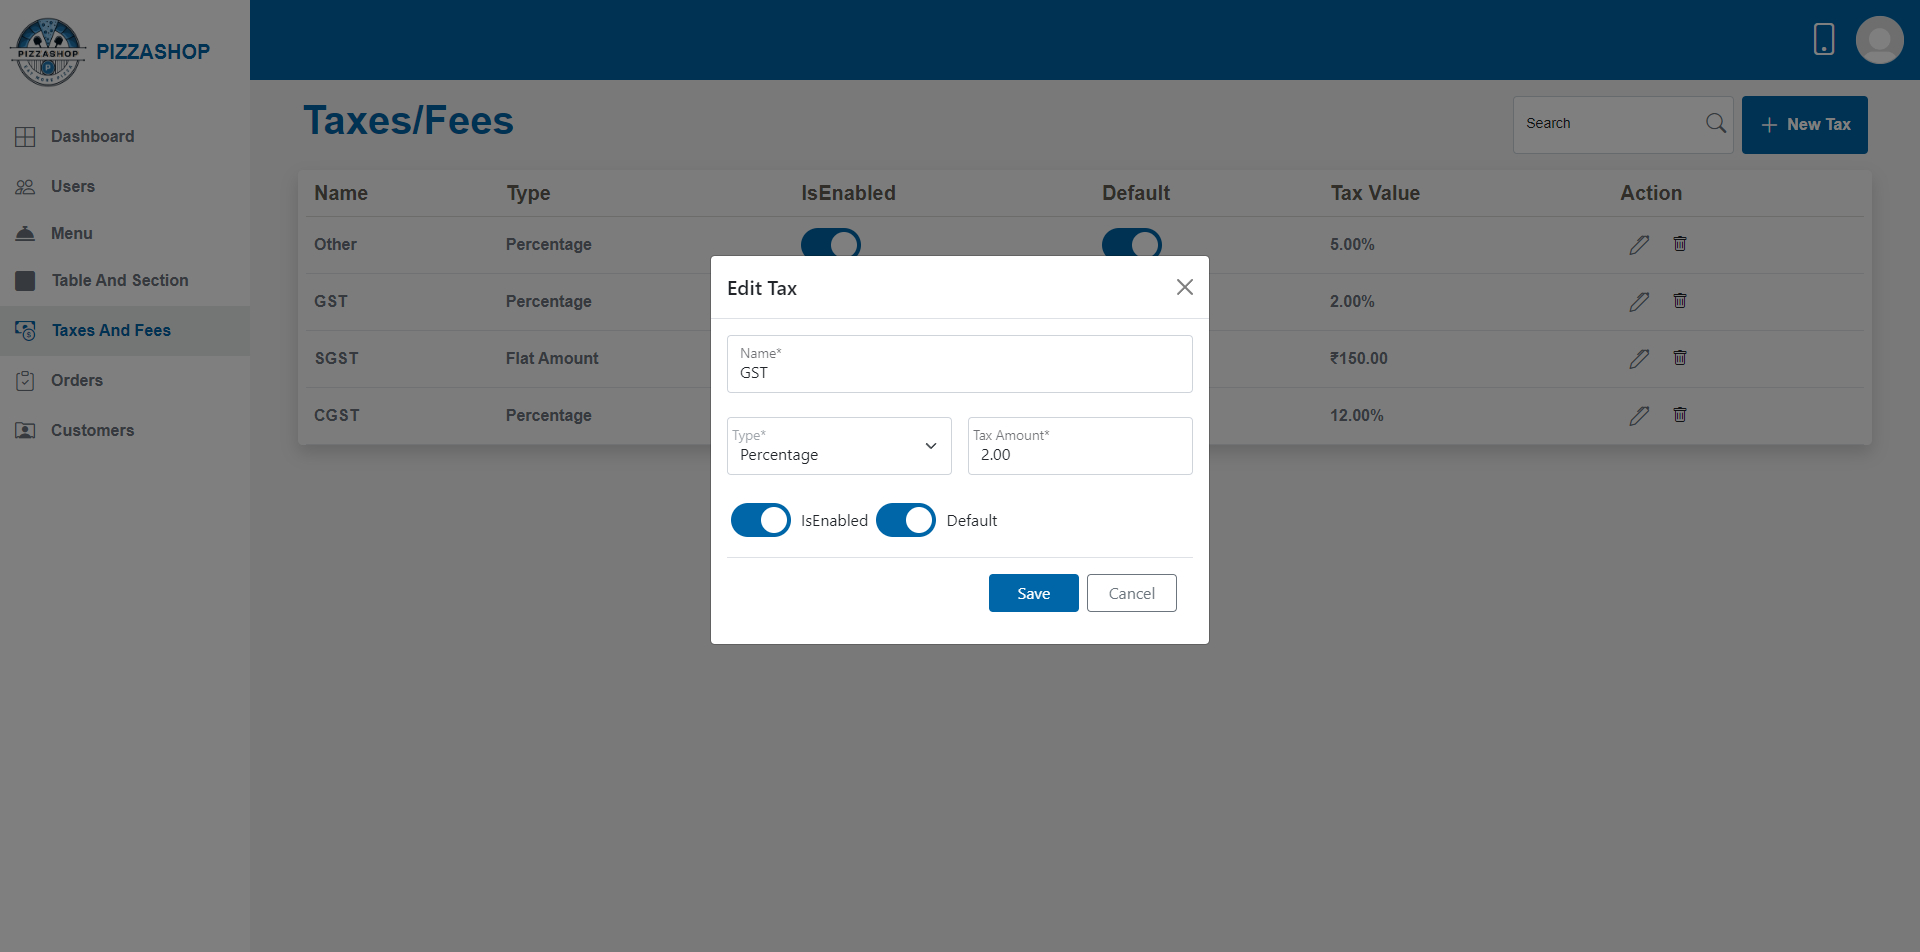 PIZZASHOP
PIZZASHOP
Dashboard
Users
Menu
Table And Section
Taxes And Fees
Orders
Customers
Taxes/Fees
Search
New Tax
Name Type IsEnabled Default Tax Value Action
Other Percentage 5.00%
GST Percentage 2.00%
SGST Flat Amount ₹150.00
CGST Percentage 12.00%
Edit Tax
Name*
GST
Type*
Percentage
Tax Amount*
2.00
IsEnabled Default
Save Cancel